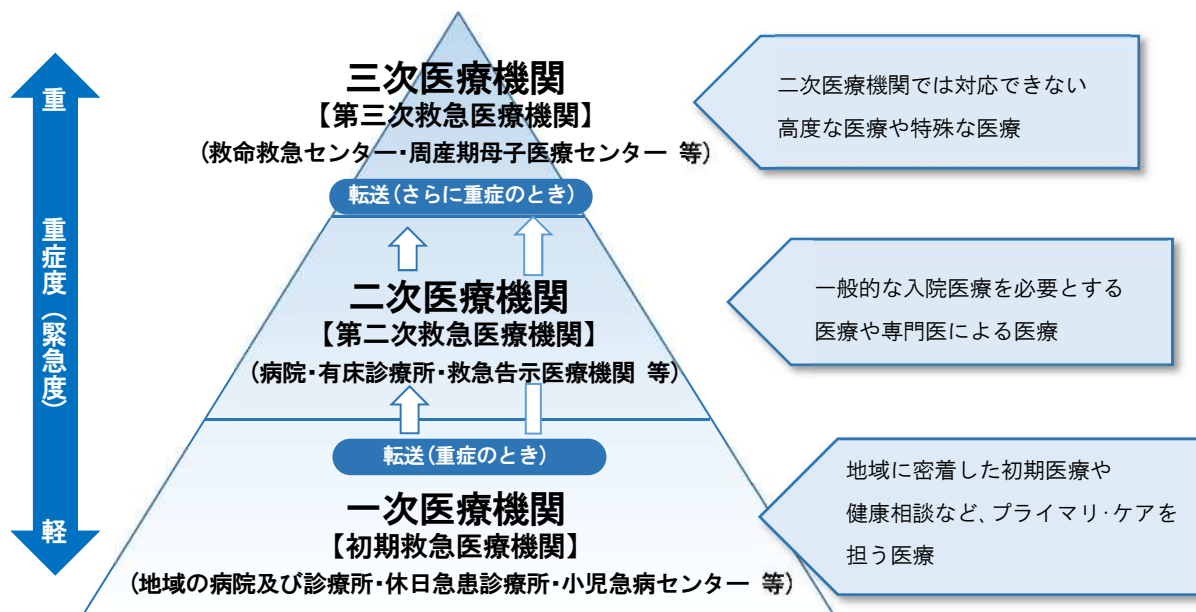 重
重症度（緊急度）
軽
三次医療機関
【第三次救急医療機関】
（救命救急センター・周産期母子医療センター 等）
転送（さらに重症のとき）
二次医療機関では対応できない
高度な医療や特殊な医療
二次医療機関
【第二次救急医療機関】
（病院・有床診療所・救急告示医療機関 等）
一般的な入院医療を必要とする
医療や専門医による医療
転送（重症のとき）
一次医療機関
【初期救急医療機関】
（地域の病院及び診療所・休日急患診療所・小児急病センター 等）
地域に密着した初期医療や
健康相談など、プライマリ・ケアを
担う医療